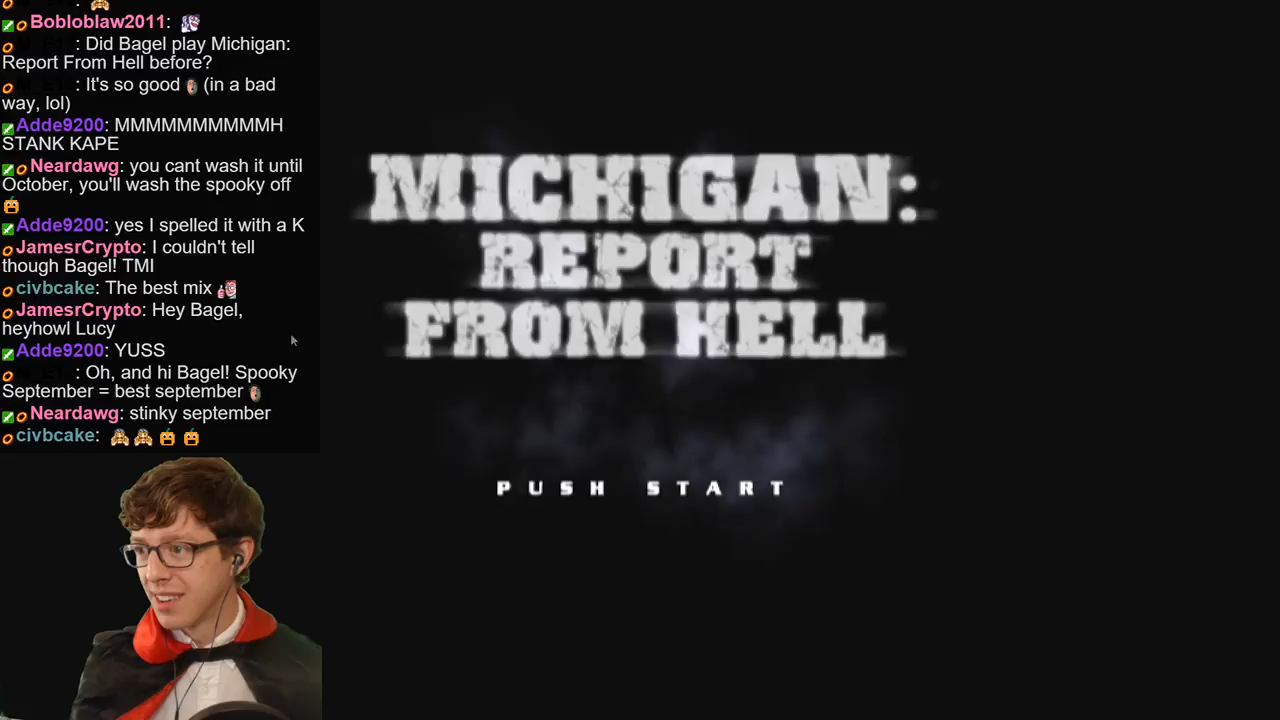 Bobloblaw2011:
: Did Bagel play Michigan:
Report From Hell before?
: It's so good (in a bad
way, lol)
Adde9200: MMMMMMMMMMH
STANK KAPE
Neardawg: you cant wash it until
October, you'll wash the spooky off
Adde9200: yes I spelled it with a K
JamesrCrypto: I couldn't tell
though Bagel! TMI
civbcake: The best mix
JamesrCrypto: Hey Bagel,
heyhowl Lucy
Adde9200: YUSS
: Oh, and hi Bagel! Spooky
September = best september
Neardawg: stinky september
civbcake:
MICHIGAN:
REPORT
FROM HELL
PUSH START